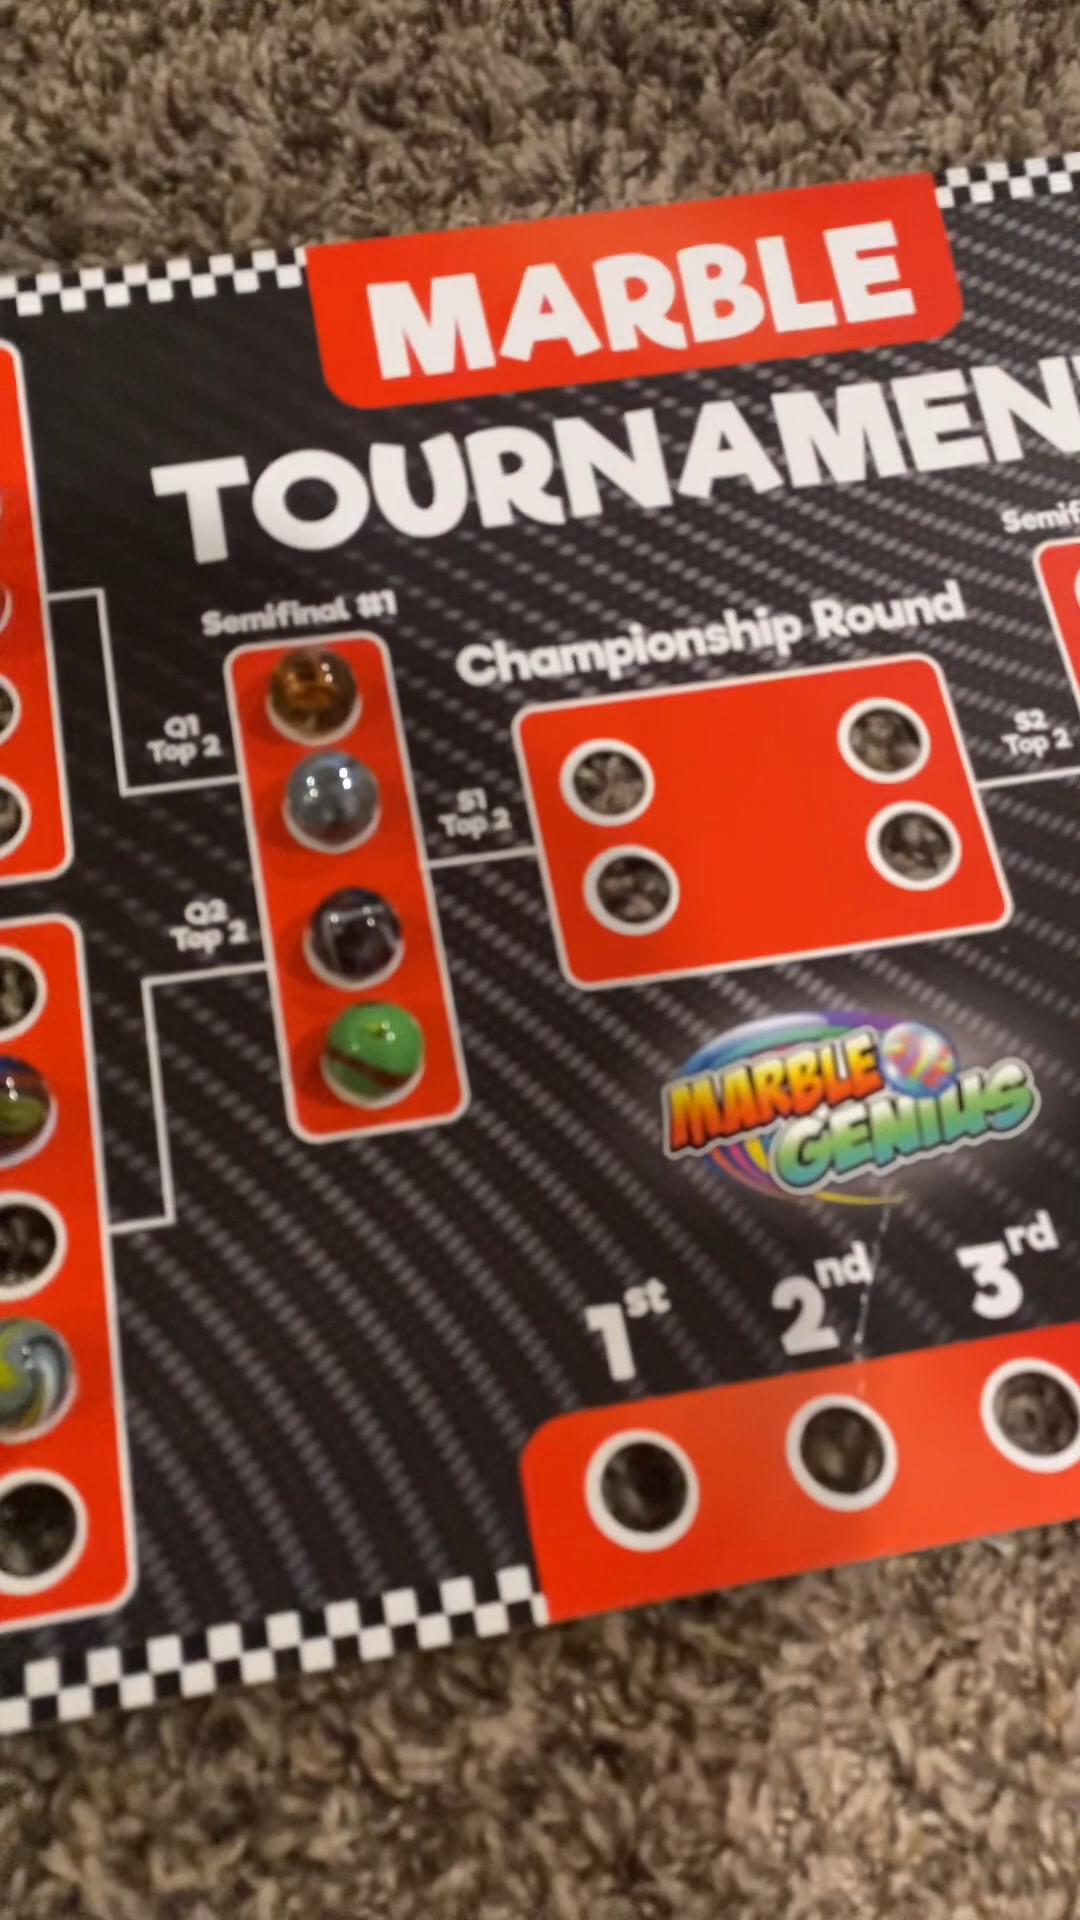 MARBLE
TOURNAMEN
Semifinal #1
Championship Round
Semif
Q1
Top 2
S1
Top 2
S2
Top 2
Q2
Top 2
MARBLE
GENIUS
1st
2nd
3rd